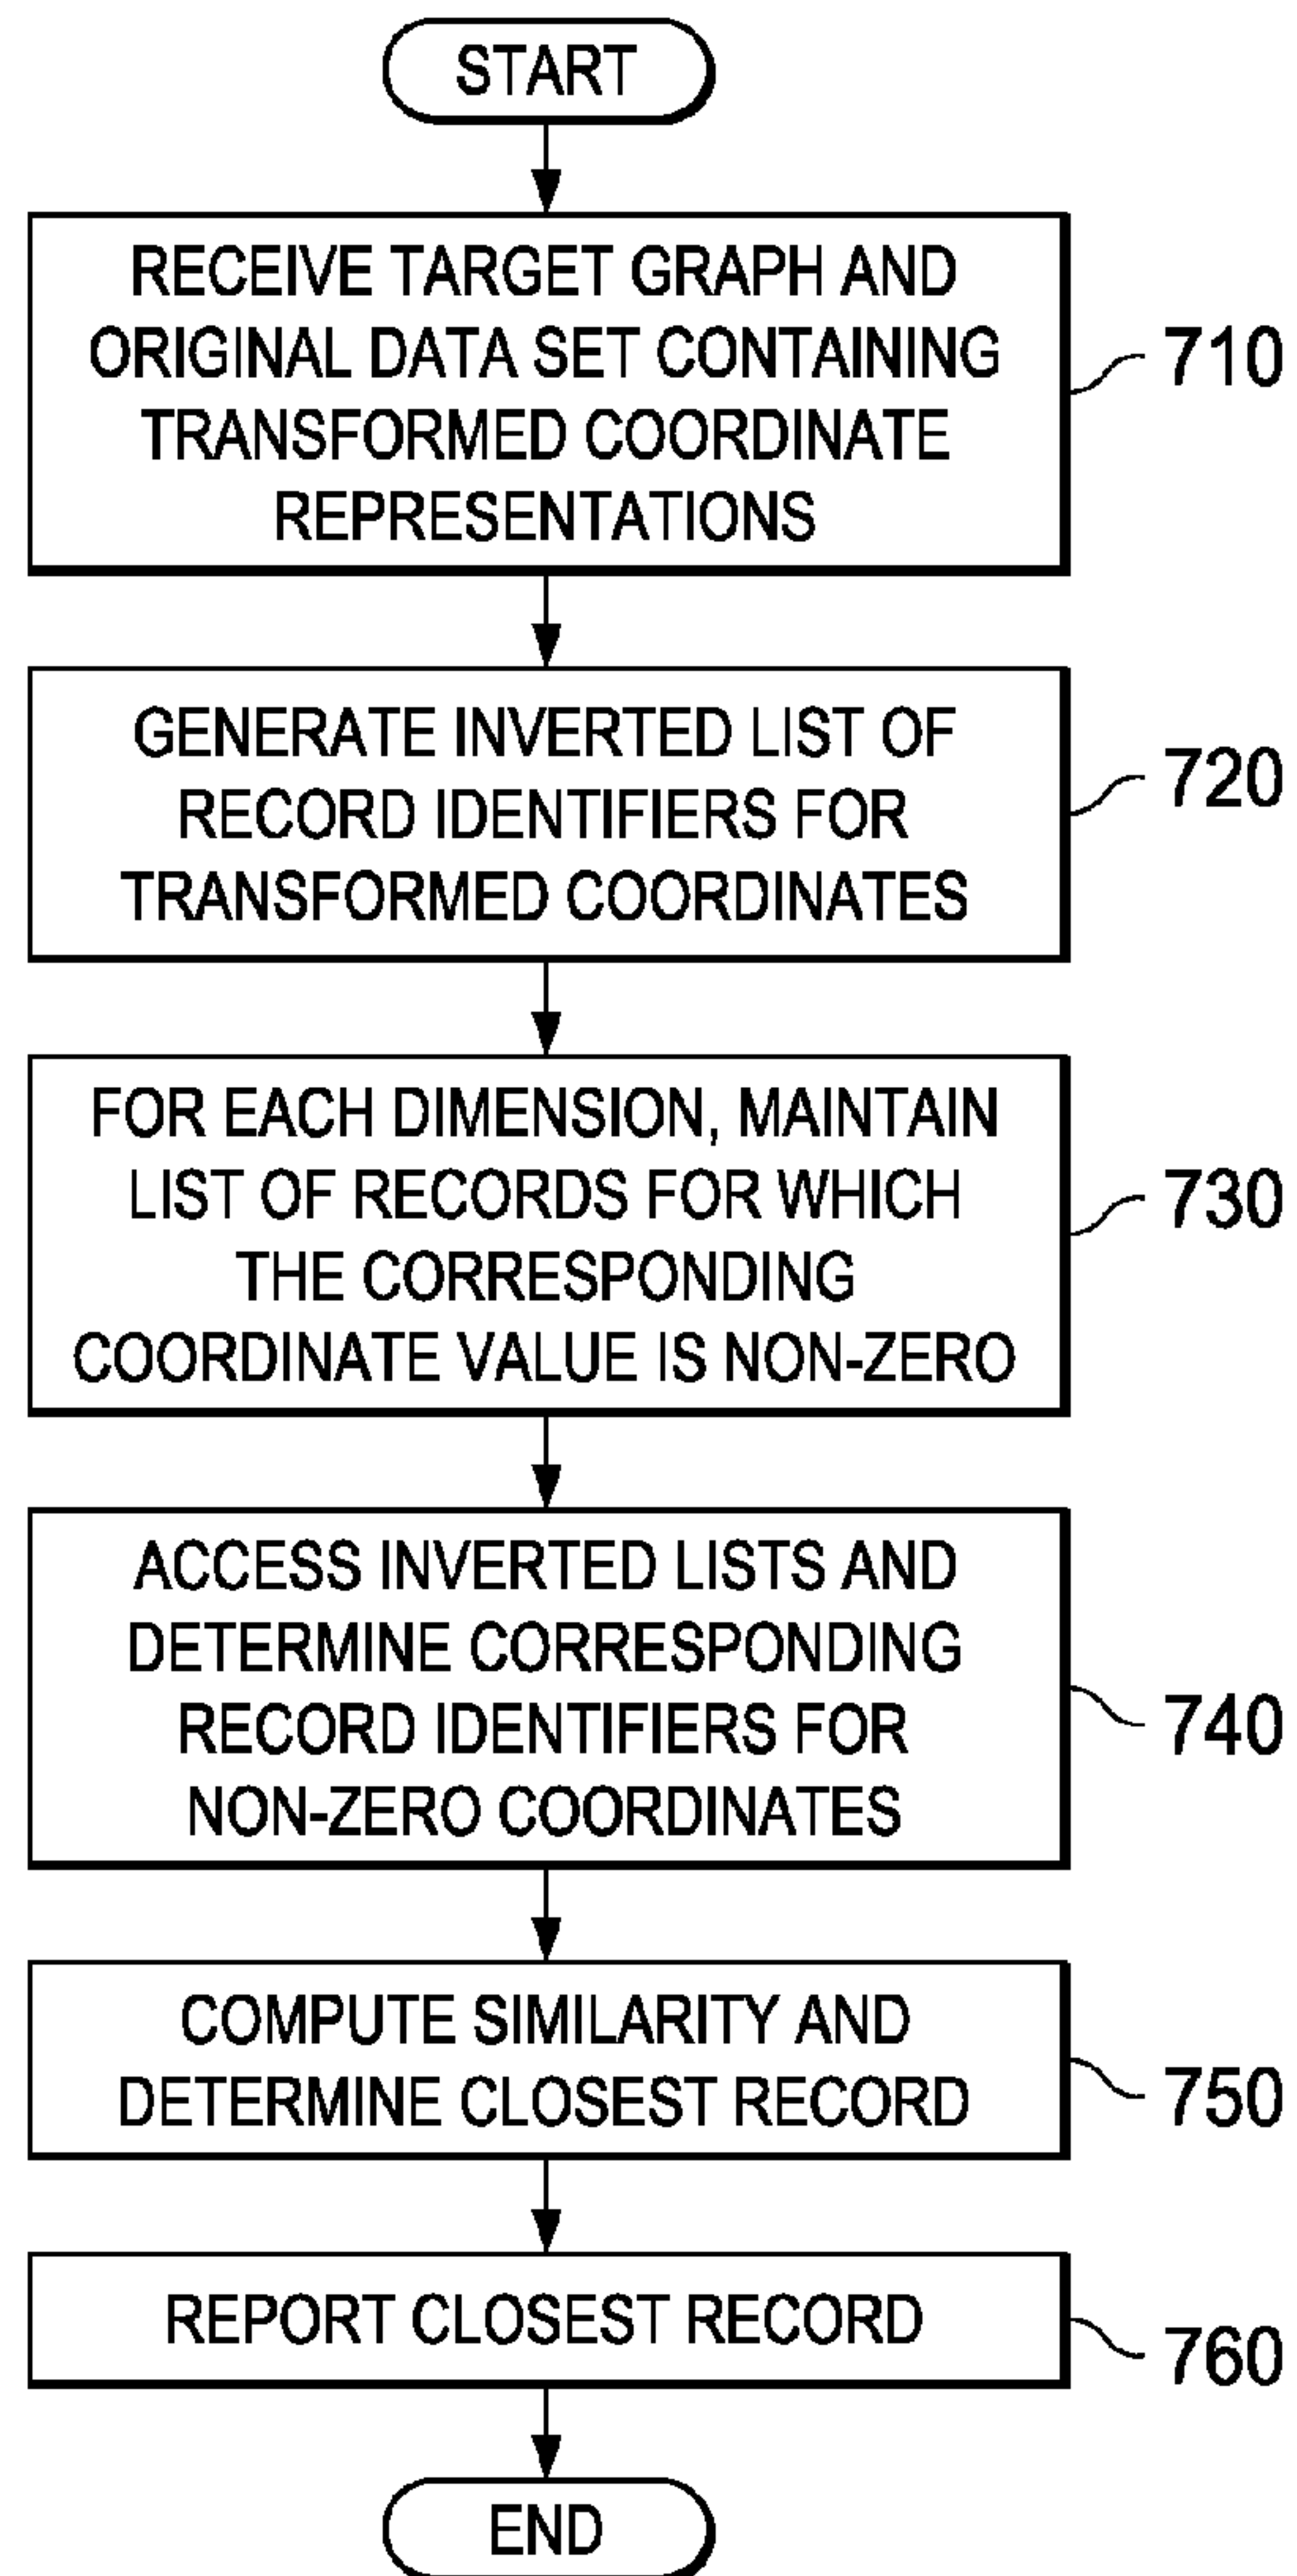 START
RECEIVE TARGET GRAPH AND
ORIGINAL DATA SET CONTAINING
TRANSFORMED COORDINATE
REPRESENTATIONS
710
GENERATE INVERTED LIST OF
RECORD IDENTIFIERS FOR
TRANSFORMED COORDINATES
720
FOR EACH DIMENSION, MAINTAIN
LIST OF RECORDS FOR WHICH
THE CORRESPONDING
COORDINATE VALUE IS NON-ZERO
730
ACCESS INVERTED LISTS AND
DETERMINE CORRESPONDING
RECORD IDENTIFIERS FOR
NON-ZERO COORDINATES
740
COMPUTE SIMILARITY AND
DETERMINE CLOSEST RECORD
750
REPORT CLOSEST RECORD
760
END